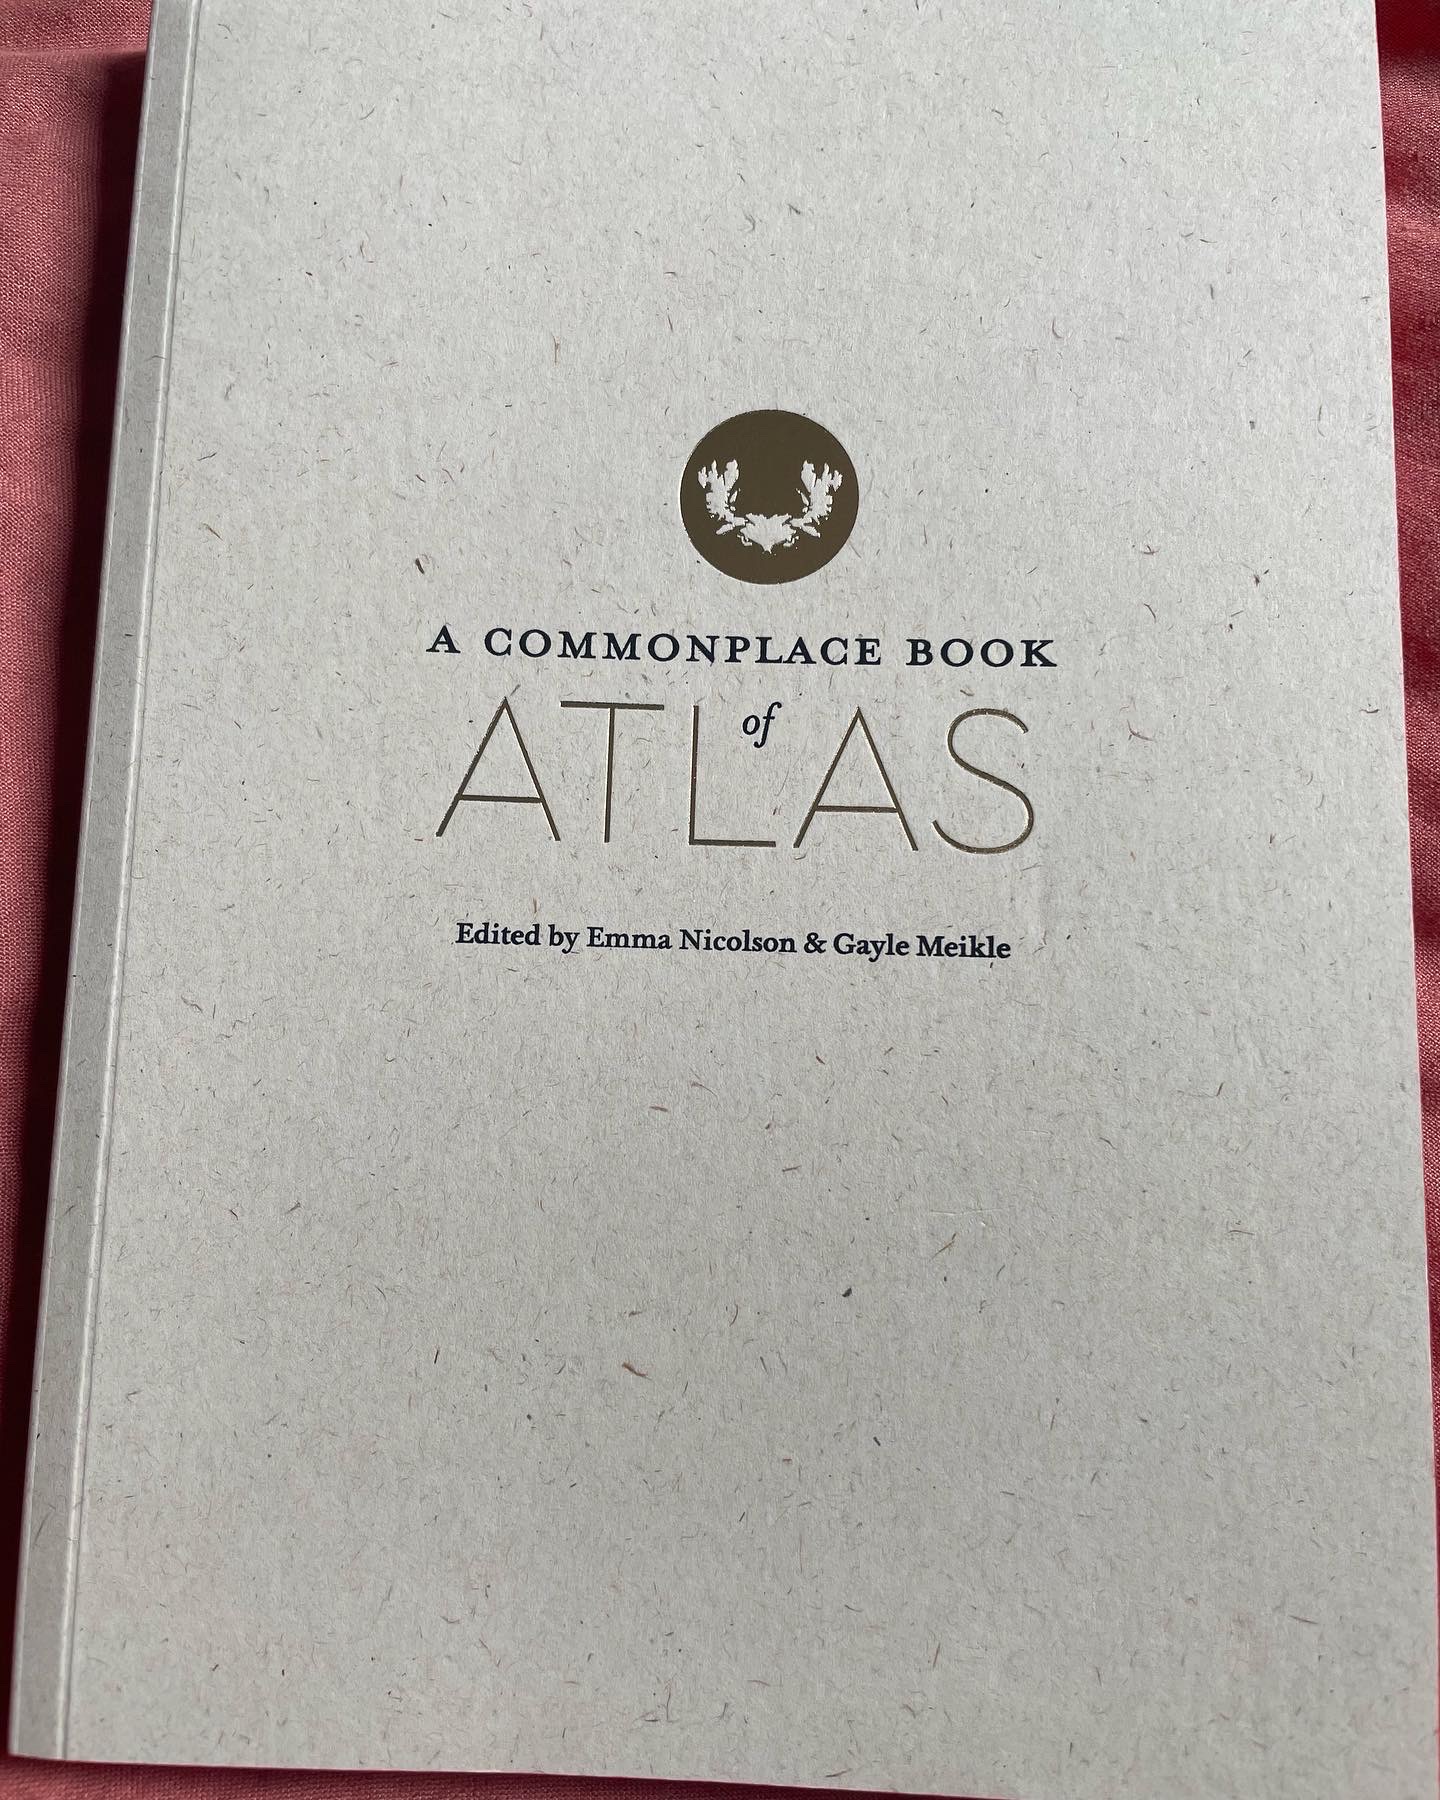 A COMMONPLACE BOOK
of
ATLAS
Edited by Emma Nicolson & Gayle Meikle